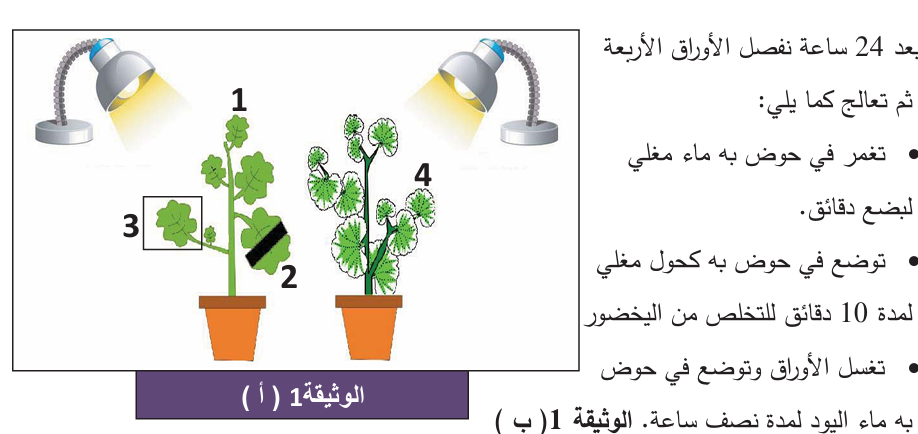 بعد 24 ساعة نفصل الأوراق الأربعة
ثم تعالج كما يلي:
• تغمر في حوض به ماء مغلي
لبضع دقائق.
• توضع في حوض به كحول مغلي
لمدة 10 دقائق للتخلص من اليخضور
• تغسل الأوراق وتوضع في حوض
به ماء اليود لمدة نصف ساعة. الوثيقة 1( ب )
1
4
3
2
الوثيقة1 ( أ )